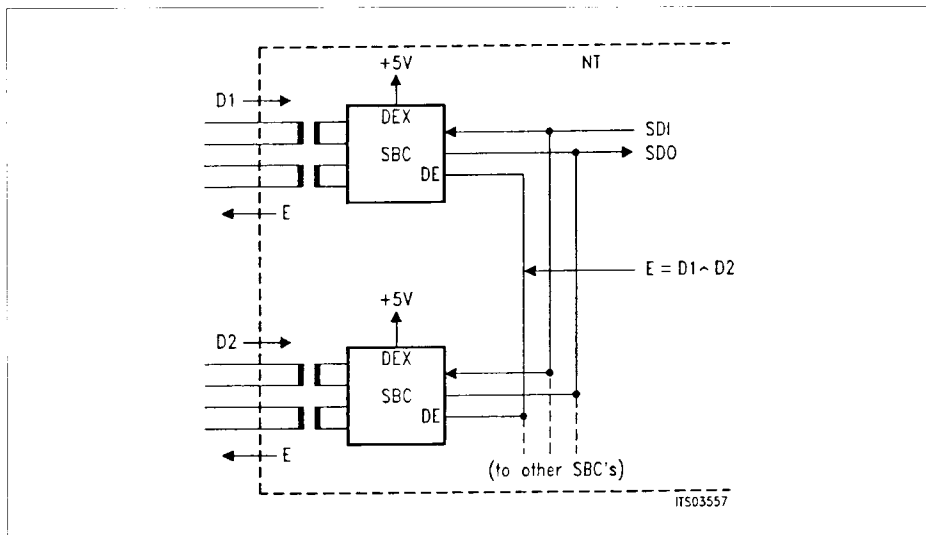 +5V
NT
D1
DEX
SBC
DE
SDI
SDO
E
E = D1 ~ D2
+5V
D2
DEX
SBC
DE
E
(to other SBC's)
ITS03557